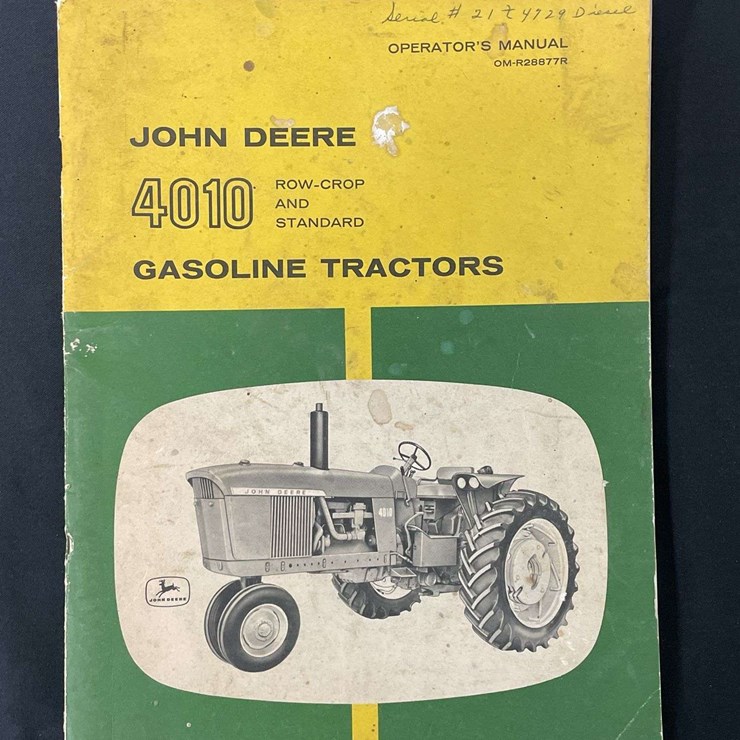 Serial # 21T 4729 Diesel
OPERATOR'S MANUAL
OM-R28877R
JOHN DEERE
4010
ROW-CROP
AND
STANDARD
GASOLINE TRACTORS
JOHN DEERE
4010
JOHN DEERE